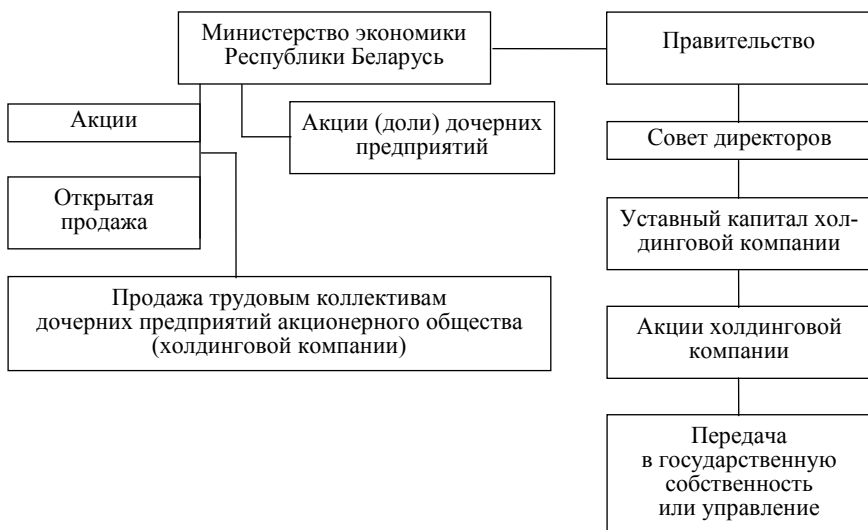 Министерство экономики
Республики Беларусь
Правительство
Акции
Акции (доли) дочерних
предприятий
Совет директоров
Открытая
продажа
Уставный капитал хол-
динговой компании
Продажа трудовым коллективам
дочерних предприятий акционерного общества
(холдинговой компании)
Акции холдинговой
компании
Передача
в государственную
собственность
или управление